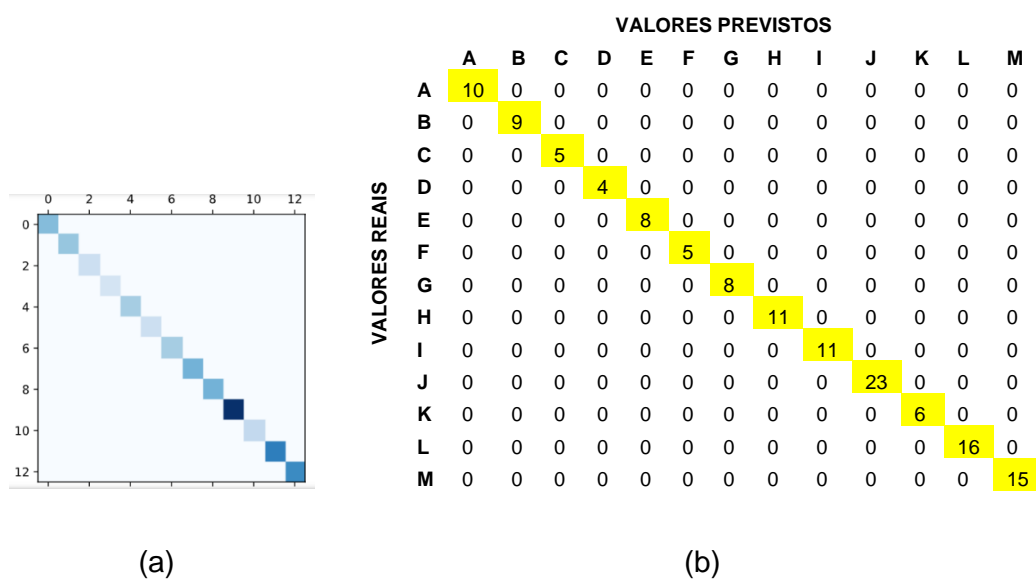 VALORES PREVISTOS
A B C D E F G H I J K L M
A 10 0 0 0 0 0 0 0 0 0 0 0 0
B 0 9 0 0 0 0 0 0 0 0 0 0 0
C 0 0 5 0 0 0 0 0 0 0 0 0 0
D 0 0 0 4 0 0 0 0 0 0 0 0 0
E 0 0 0 0 8 0 0 0 0 0 0 0 0
F 0 0 0 0 0 5 0 0 0 0 0 0 0
G 0 0 0 0 0 0 8 0 0 0 0 0 0
H 0 0 0 0 0 0 0 11 0 0 0 0 0
I 0 0 0 0 0 0 0 0 11 0 0 0 0
J 0 0 0 0 0 0 0 0 0 23 0 0 0
K 0 0 0 0 0 0 0 0 0 0 6 0 0
L 0 0 0 0 0 0 0 0 0 0 0 16 0
M 0 0 0 0 0 0 0 0 0 0 0 0 15
VALORES REAIS
0 2 4 6 8 10 12
0
2
4
6
8
10
12
(a)
(b)